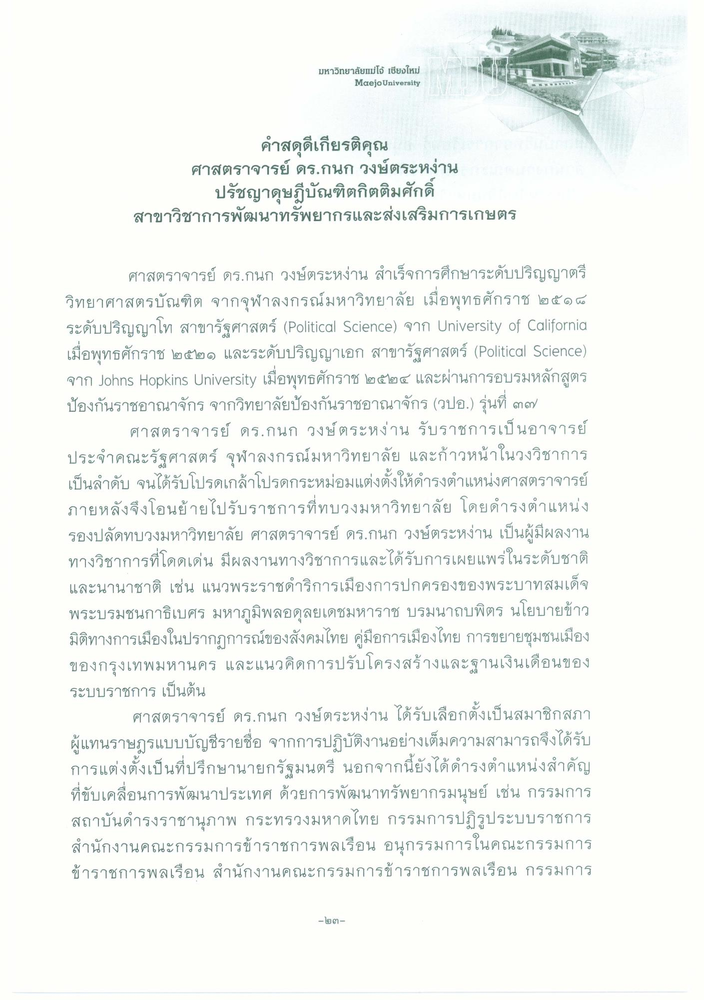 มหาวิทยาลัยแม่โจ้ เชียงใหม่
Maejo University
MJU
คำสดุดีเกียรติคุณ
ศาสตราจารย์ ดร.กนก วงษ์ตระหง่าน
ปรัชญาดุษฎีบัณฑิตกิตติมศักดิ์
สาขาวิชาการพัฒนาทรัพยากรและส่งเสริมการเกษตร
ศาสตราจารย์ ดร.กนก วงษ์ตระหง่าน สำเร็จการศึกษาระดับปริญญาตรี
วิทยาศาสตรบัณฑิต จากจุฬาลงกรณ์มหาวิทยาลัย เมื่อพุทธศักราช ๒๕๑๘
ระดับปริญญาโท สาขารัฐศาสตร์ (Political Science) จาก University of California
เมื่อพุทธศักราช ๒๕๒๑ และระดับปริญญาเอก สาขารัฐศาสตร์ (Political Science)
จาก Johns Hopkins University เมื่อพุทธศักราช ๒๕๒๔ และผ่านการอบรมหลักสูตร
ป้องกันราชอาณาจักร จากวิทยาลัยป้องกันราชอาณาจักร (วปอ.) รุ่นที่ ๓๗
ศาสตราจารย์ ดร.กนก วงษ์ตระหง่าน รับราชการเป็นอาจารย์
ประจำคณะรัฐศาสตร์ จุฬาลงกรณ์มหาวิทยาลัย และก้าวหน้าในวงวิชาการ
เป็นลำดับ จนได้รับโปรดเกล้าโปรดกระหม่อมแต่งตั้งให้ดำรงตำแหน่งศาสตราจารย์
ภายหลังจึงโอนย้ายไปรับราชการที่ทบวงมหาวิทยาลัย โดยดำรงตำแหน่ง
รองปลัดทบวงมหาวิทยาลัย ศาสตราจารย์ ดร.กนก วงษ์ตระหง่าน เป็นผู้มีผลงาน
ทางวิชาการที่โดดเด่น มีผลงานทางวิชาการและได้รับการเผยแพร่ในระดับชาติ
และนานาชาติ เช่น แนวพระราชดำริการเมืองการปกครองของพระบาทสมเด็จ
พระบรมชนกาธิเบศร มหาภูมิพลอดุลยเดชมหาราช บรมนาถบพิตร นโยบายข้าว
มิติทางการเมืองในปรากฏการณ์ของสังคมไทย คู่มือการเมืองไทย การขยายชุมชนเมือง
ของกรุงเทพมหานคร และแนวคิดการปรับโครงสร้างและฐานเงินเดือนของ
ระบบราชการ เป็นต้น
ศาสตราจารย์ ดร.กนก วงษ์ตระหง่าน ได้รับเลือกตั้งเป็นสมาชิกสภา
ผู้แทนราษฎรแบบบัญชีรายชื่อ จากการปฏิบัติงานอย่างเต็มความสามารถจึงได้รับ
การแต่งตั้งเป็นที่ปรึกษานายกรัฐมนตรี นอกจากนี้ยังได้ดำรงตำแหน่งสำคัญ
ที่ขับเคลื่อนการพัฒนาประเทศ ด้วยการพัฒนาทรัพยากรมนุษย์ เช่น กรรมการ
สถาบันดำรงราชานุภาพ กระทรวงมหาดไทย กรรมการปฏิรูประบบราชการ
สำนักงานคณะกรรมการข้าราชการพลเรือน อนุกรรมการในคณะกรรมการ
ข้าราชการพลเรือน สำนักงานคณะกรรมการข้าราชการพลเรือน กรรมการ
-๒๓-